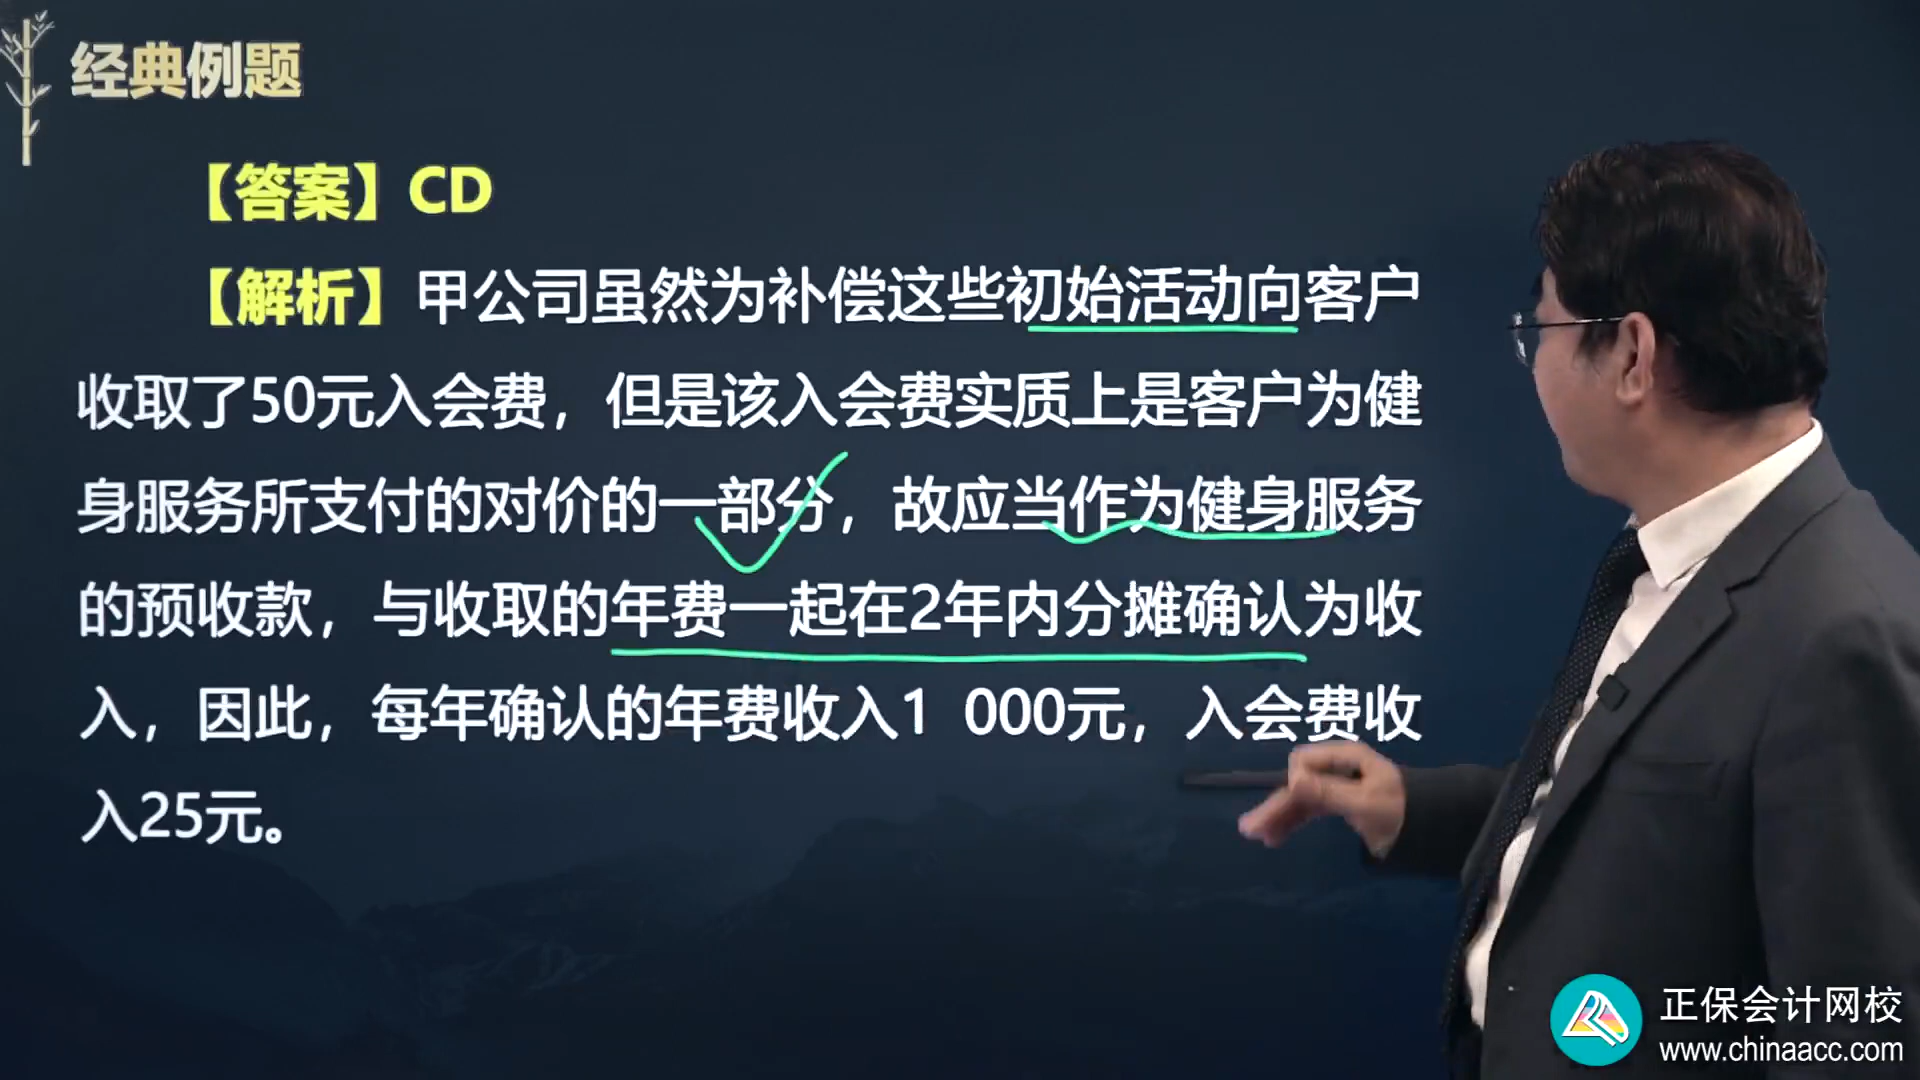 经典例题
【答案】CD
【解析】甲公司虽然为补偿这些初始活动向客户
收取了50元入会费，但是该入会费实质上是客户为健
身服务所支付的对价的一部分，故应当作为健身服务
的预收款，与收取的年费一起在2年内分摊确认为收
入，因此，每年确认的年费收入1 000元，入会费收
入25元。
正保会计网校
www.chinaacc.com